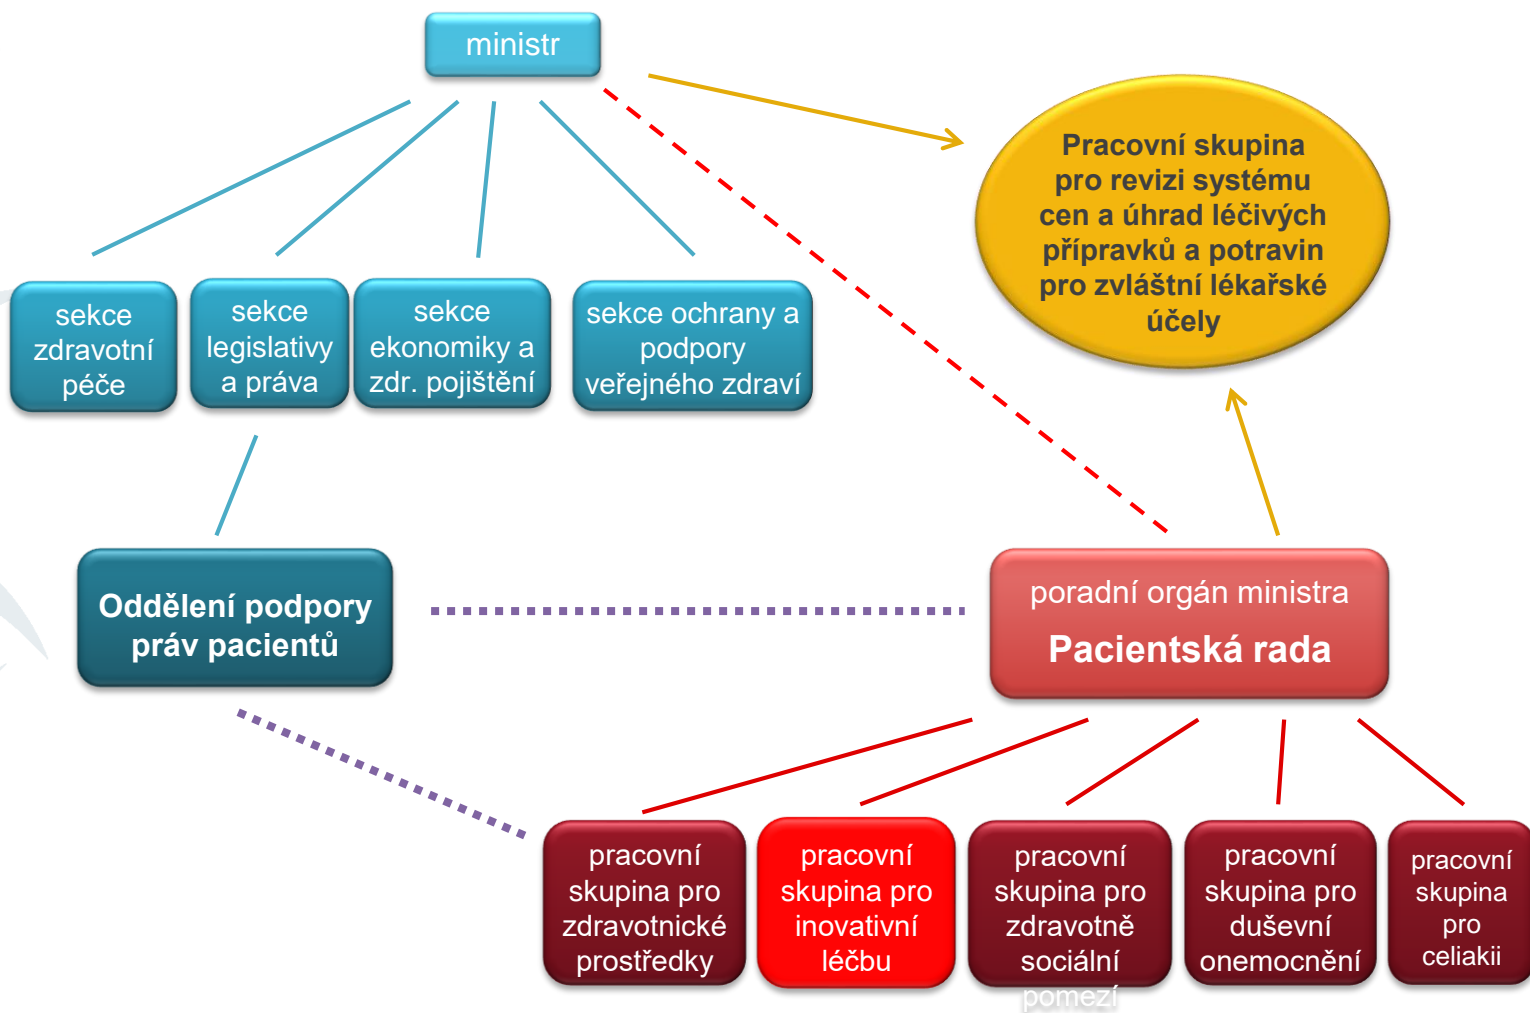 ministr
Pracovní skupina
pro revizi systému
cen a úhrad léčivých
přípravků a potravin
pro zvláštní lékařské
účely
sekce
zdravotní
péče
sekce
legislativy
a práva
sekce
ekonomiky a
zdr. pojištění
sekce ochrany a
podpory
veřejného zdraví
Oddělení podpory
práv pacientů
poradní orgán ministra
Pacientská rada
pracovní
skupina pro
zdravotnické
prostředky
pracovní
skupina pro
inovativní
léčbu
pracovní
skupina pro
zdravotně
sociální
pomezí
pracovní
skupina pro
duševní
onemocnění
pracovní
skupina
pro
celiakii